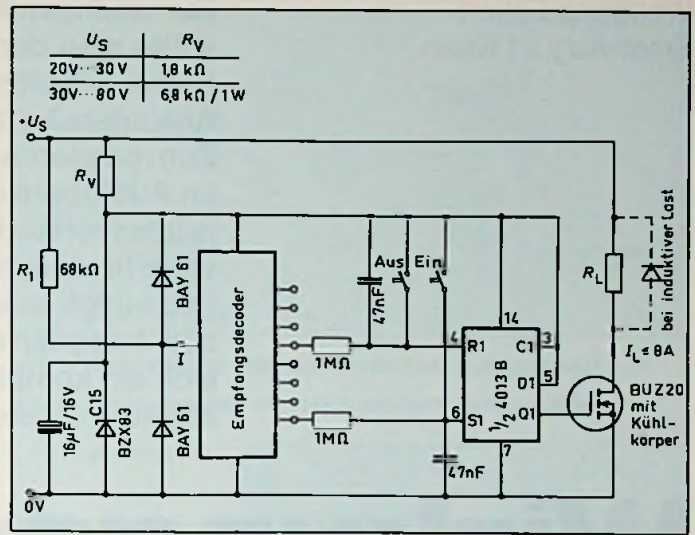 U_S R_V
20V···30V 1,8 kΩ
30V···80V 6,8 kΩ / 1W
+U_S
R_V
R_1 68kΩ
BAY 61
I
Empfangsdecoder
47nF
Aus
Ein
R_L
bei induktiver Last
14
4 R1 C1 3
1MΩ
D1 5
I_L ≤ 8A
6 S1 Q1
1/2 4013 B
BUZ20
mit
Kühl-
körper
16µF/16V
C15
BZX83
BAY 61
1MΩ
7
47nF
0V